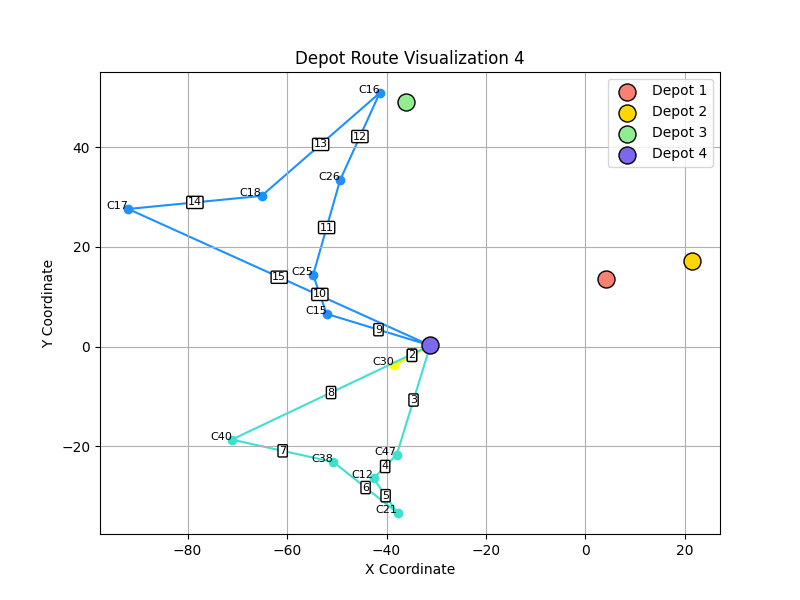 Depot Route Visualization 4
Depot 1
Depot 2
Depot 3
Depot 4
C16
12
13
C26
C18
14
C17
11
15
C25
10
C15
9
2
C30
8
3
C40
7
C38
C47
4
C12
6
5
C21
40
20
0
−20
−80
−60
−40
−20
0
20
Y Coordinate
X Coordinate